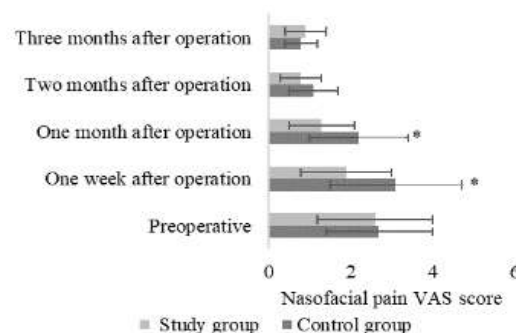 Three months after operation
Two months after operation
One month after operation
*
One week after operation
*
Preoperative
0 2 4 6
Nasofacial pain VAS score
Study group Control group